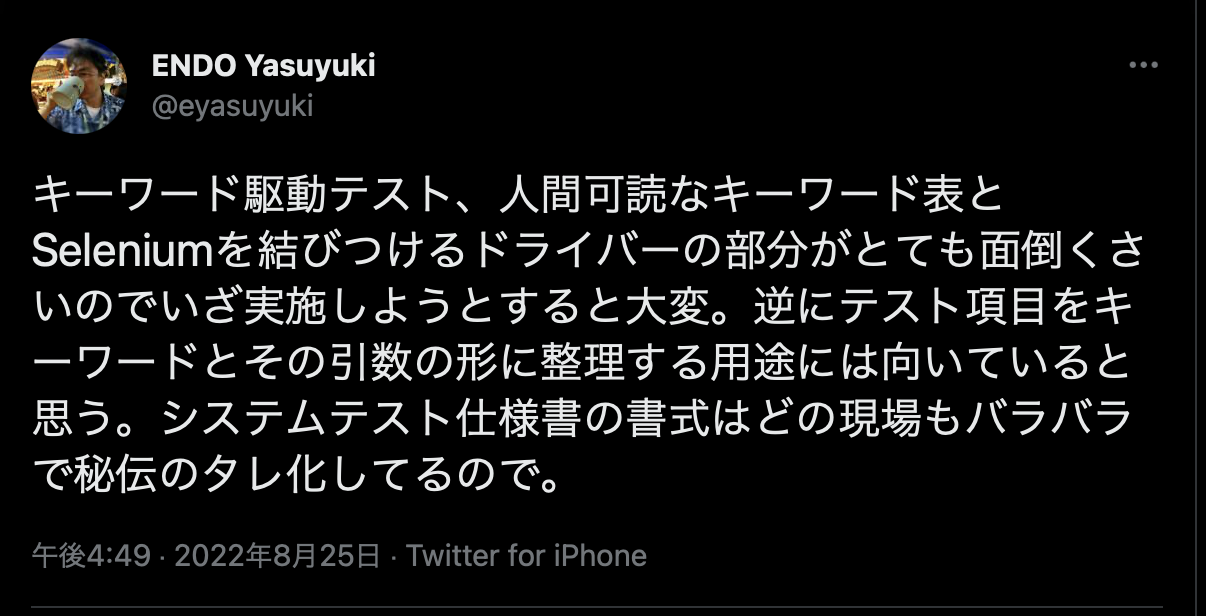 ENDO Yasuyuki
@eyasuyuki
キーワード駆動テスト、人間可読なキーワード表と
Seleniumを結びつけるドライバーの部分がとても面倒くさ
いのでいざ実施しようとすると大変。逆にテスト項目をキ
ーワードとその引数の形に整理する用途には向いていると
思う。システムテスト仕様書の書式はどの現場もバラバラ
で秘伝のタレ化してるので。
午後4:49 · 2022年8月25日 · Twitter for iPhone